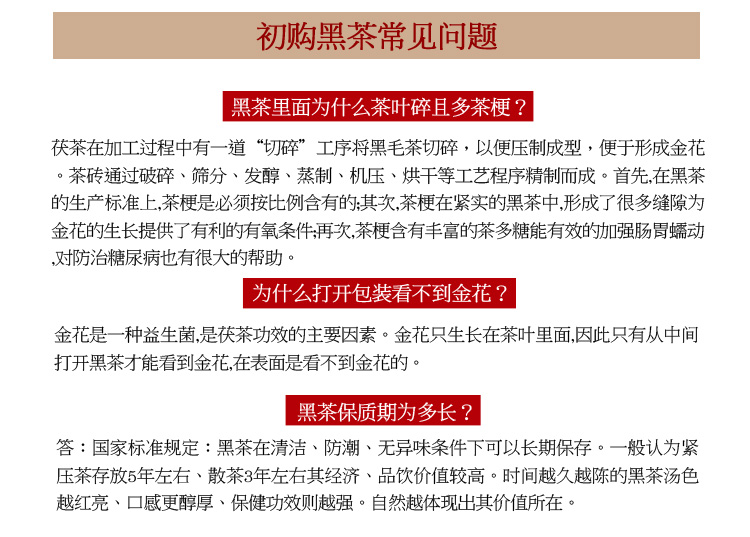 初购黑茶常见问题
黑茶里面为什么茶叶碎且多茶梗？
茯茶在加工过程中有一道“切碎”工序将黑毛茶切碎，以便压制成型，便于形成金花
。茶砖通过破碎、筛分、发醇、蒸制、机压、烘干等工艺程序精制而成。首先,在黑茶
的生产标准上,茶梗是必须按比例含有的;其次,茶梗在紧实的黑茶中,形成了很多缝隙为
金花的生长提供了有利的有氧条件;再次,茶梗含有丰富的茶多糖能有效的加强肠胃蠕动
,对防治糖尿病也有很大的帮助。
为什么打开包装看不到金花？
金花是一种益生菌,是茯茶功效的主要因素。金花只生长在茶叶里面,因此只有从中间
打开黑茶才能看到金花,在表面是看不到金花的。
黑茶保质期为多长？
答：国家标准规定：黑茶在清洁、防潮、无异味条件下可以长期保存。一般认为紧
压茶存放5年左右、散茶3年左右其经济、品饮价值较高。时间越久越陈的黑茶汤色
越红亮、口感更醇厚、保健功效则越强。自然越体现出其价值所在。